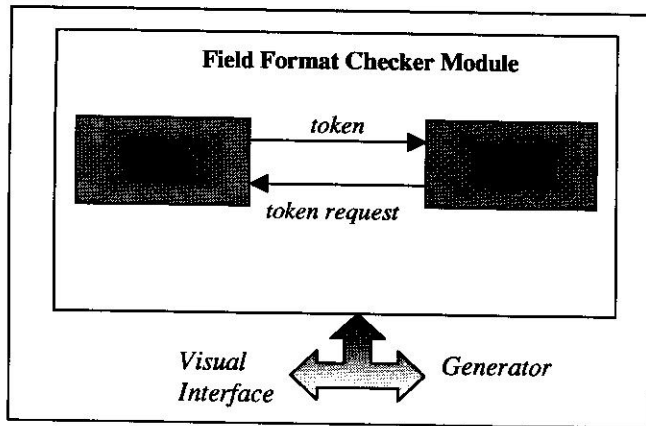 Field Format Checker Module
token
token request
Visual
Interface
Generator